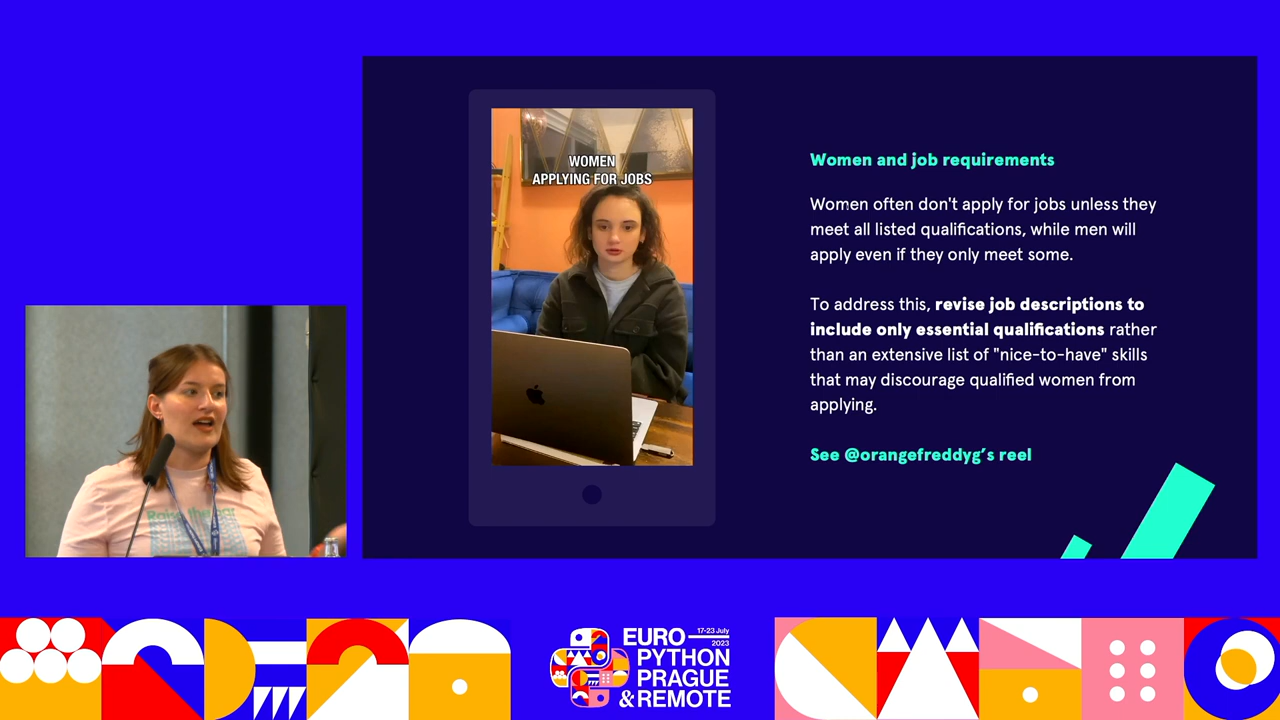 WOMEN
APPLYING FOR JOBS
Women and job requirements
Women often don't apply for jobs unless they
meet all listed qualifications, while men will
apply even if they only meet some.
To address this, revise job descriptions to
include only essential qualifications rather
than an extensive list of "nice-to-have" skills
that may discourage qualified women from
applying.
See @orangefreddyg's reel
EURO
17-23 July
2023
PYTHON
PRAGUE
& REMOTE